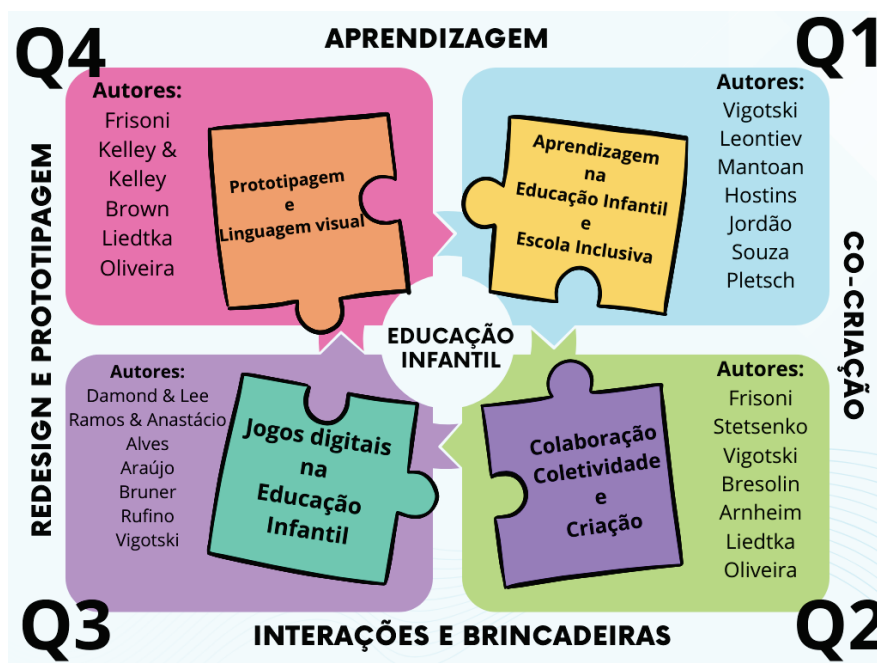 APRENDIZAGEM
Q4
Autores:
Frisoni
Kelley &
Kelley
Brown
Liedtka
Oliveira
Prototipagem
e
Linguagem visual
Q1
Aprendizagem
na
Educação Infantil
e
Escola Inclusiva
Autores:
Vigotski
Leontiev
Mantoan
Hostins
Jordão
Souza
Pletsch
REDESIGN E PROTOTIPAGEM
EDUCAÇÃO
INFANTIL
CO-CRIAÇÃO
Autores:
Damond & Lee
Ramos & Anastácio
Alves
Araújo
Bruner
Rufino
Vigotski
Jogos digitais
na
Educação
Infantil
Q3
Colaboração
Coletividade
e
Criação
Autores:
Frisoni
Stetsenko
Vigotski
Bresolin
Arnheim
Liedtka
Oliveira
Q2
INTERAÇÕES E BRINCADEIRAS